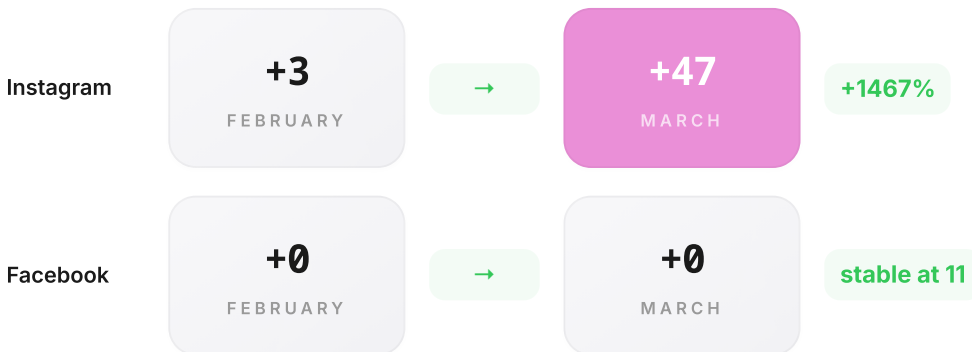 Instagram
+3
FEBRUARY
→
+47
MARCH
+1467%
Facebook
+0
FEBRUARY
→
+0
MARCH
stable at 11